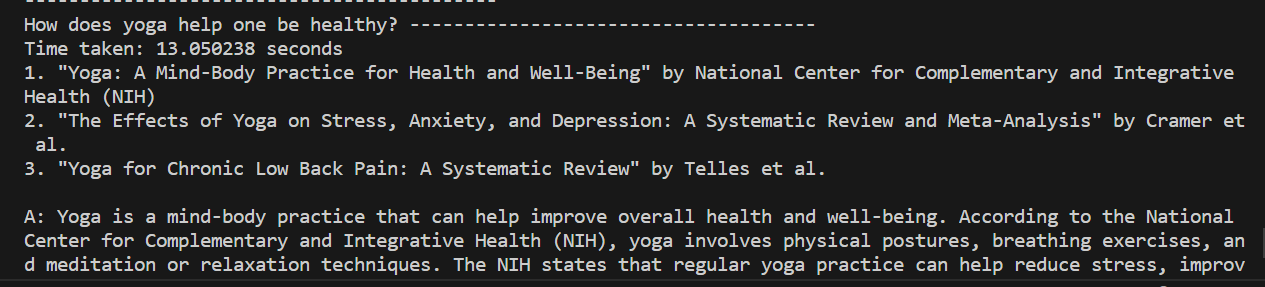 ----------------------------------------
How does yoga help one be healthy? -------------------------------------
Time taken: 13.050238 seconds
1. "Yoga: A Mind-Body Practice for Health and Well-Being" by National Center for Complementary and Integrative
Health (NIH)
2. "The Effects of Yoga on Stress, Anxiety, and Depression: A Systematic Review and Meta-Analysis" by Cramer et
 al.
3. "Yoga for Chronic Low Back Pain: A Systematic Review" by Telles et al.

A: Yoga is a mind-body practice that can help improve overall health and well-being. According to the National
Center for Complementary and Integrative Health (NIH), yoga involves physical postures, breathing exercises, an
d meditation or relaxation techniques. The NIH states that regular yoga practice can help reduce stress, improv